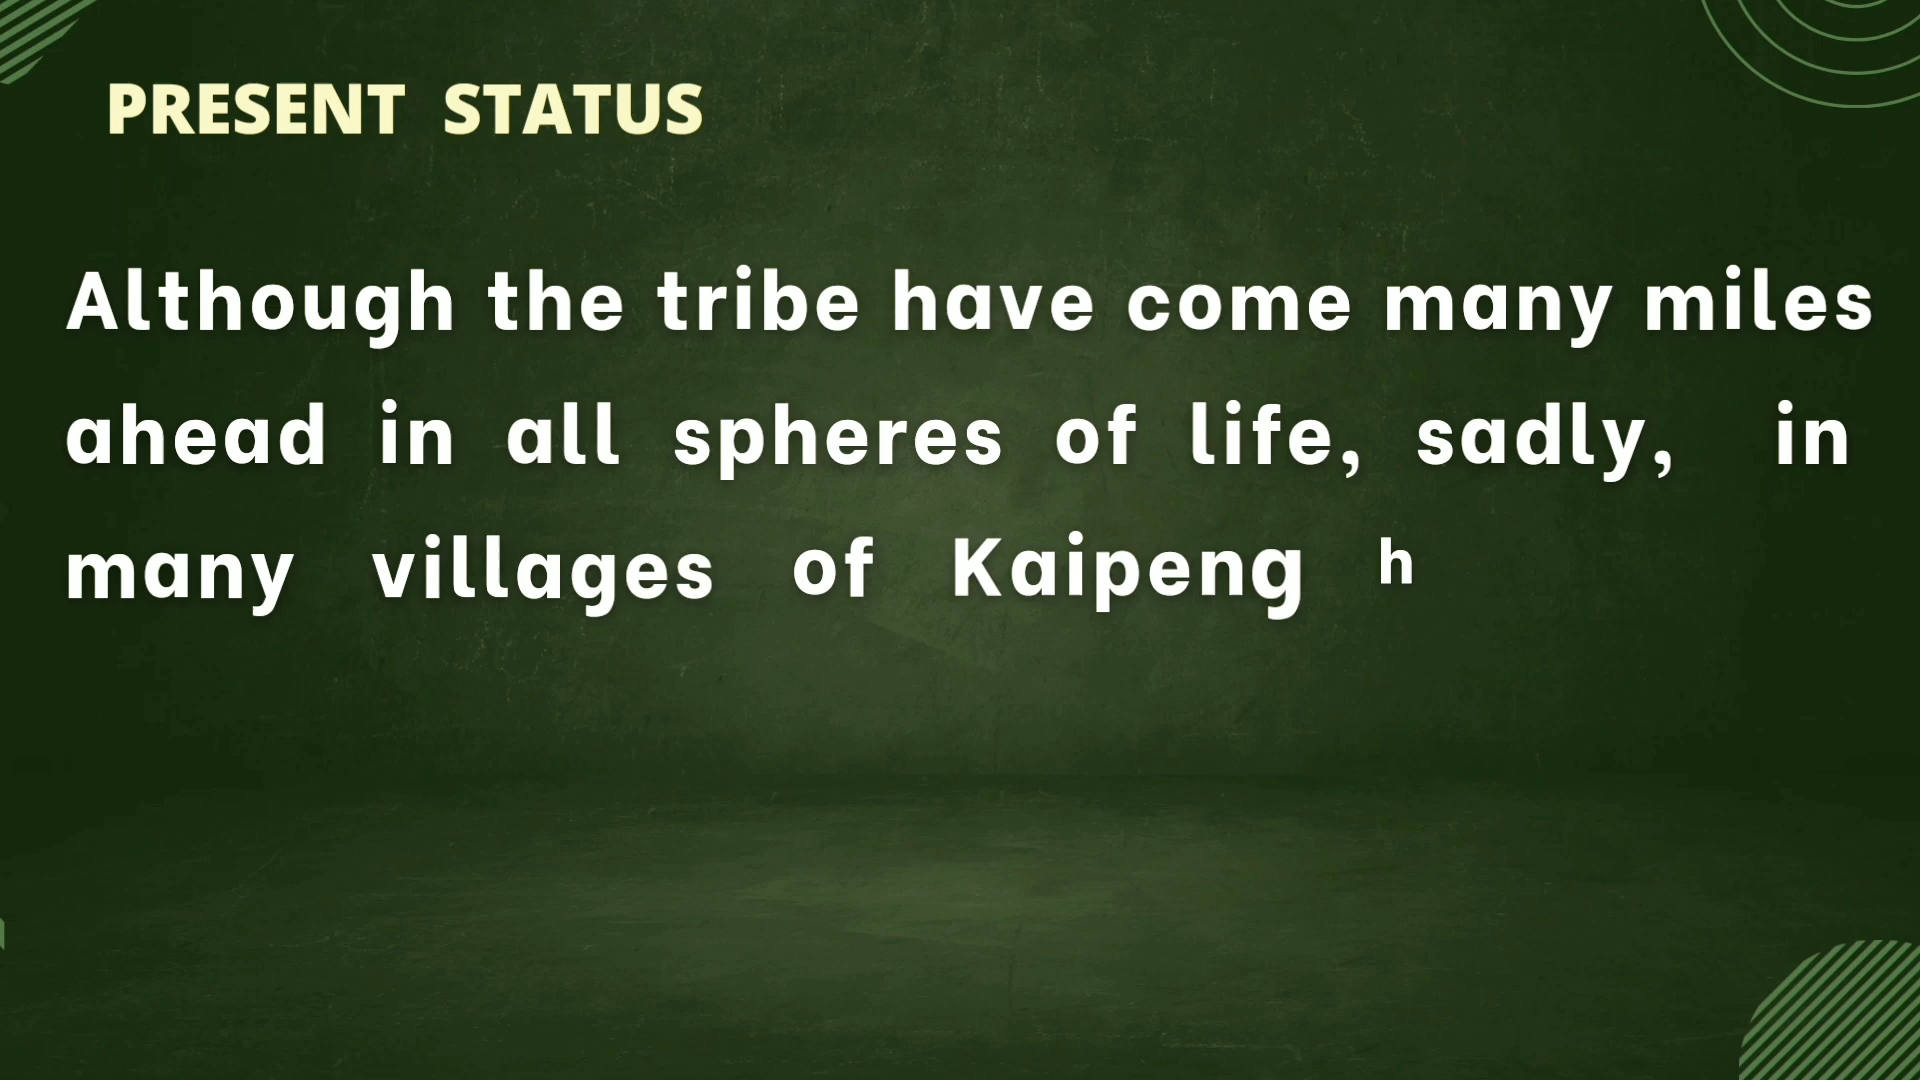 PRESENT STATUS
Although the tribe have come many miles
ahead in all spheres of life, sadly, in
many villages of Kaipeng h